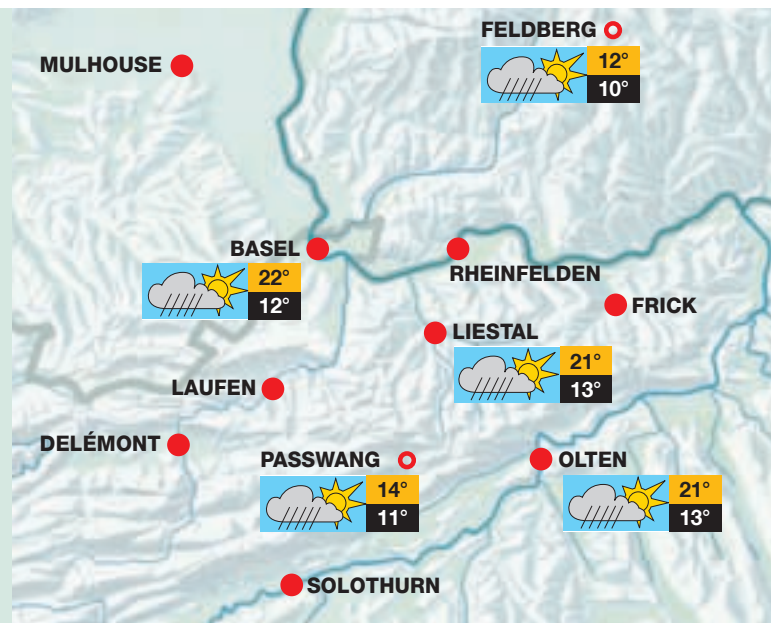 FELDBERG
12°
10°
MULHOUSE
BASEL
22°
12°
RHEINFELDEN
FRICK
LIESTAL
21°
13°
LAUFEN
DELÉMONT
PASSWANG
14°
11°
OLTEN
21°
13°
SOLOTHURN